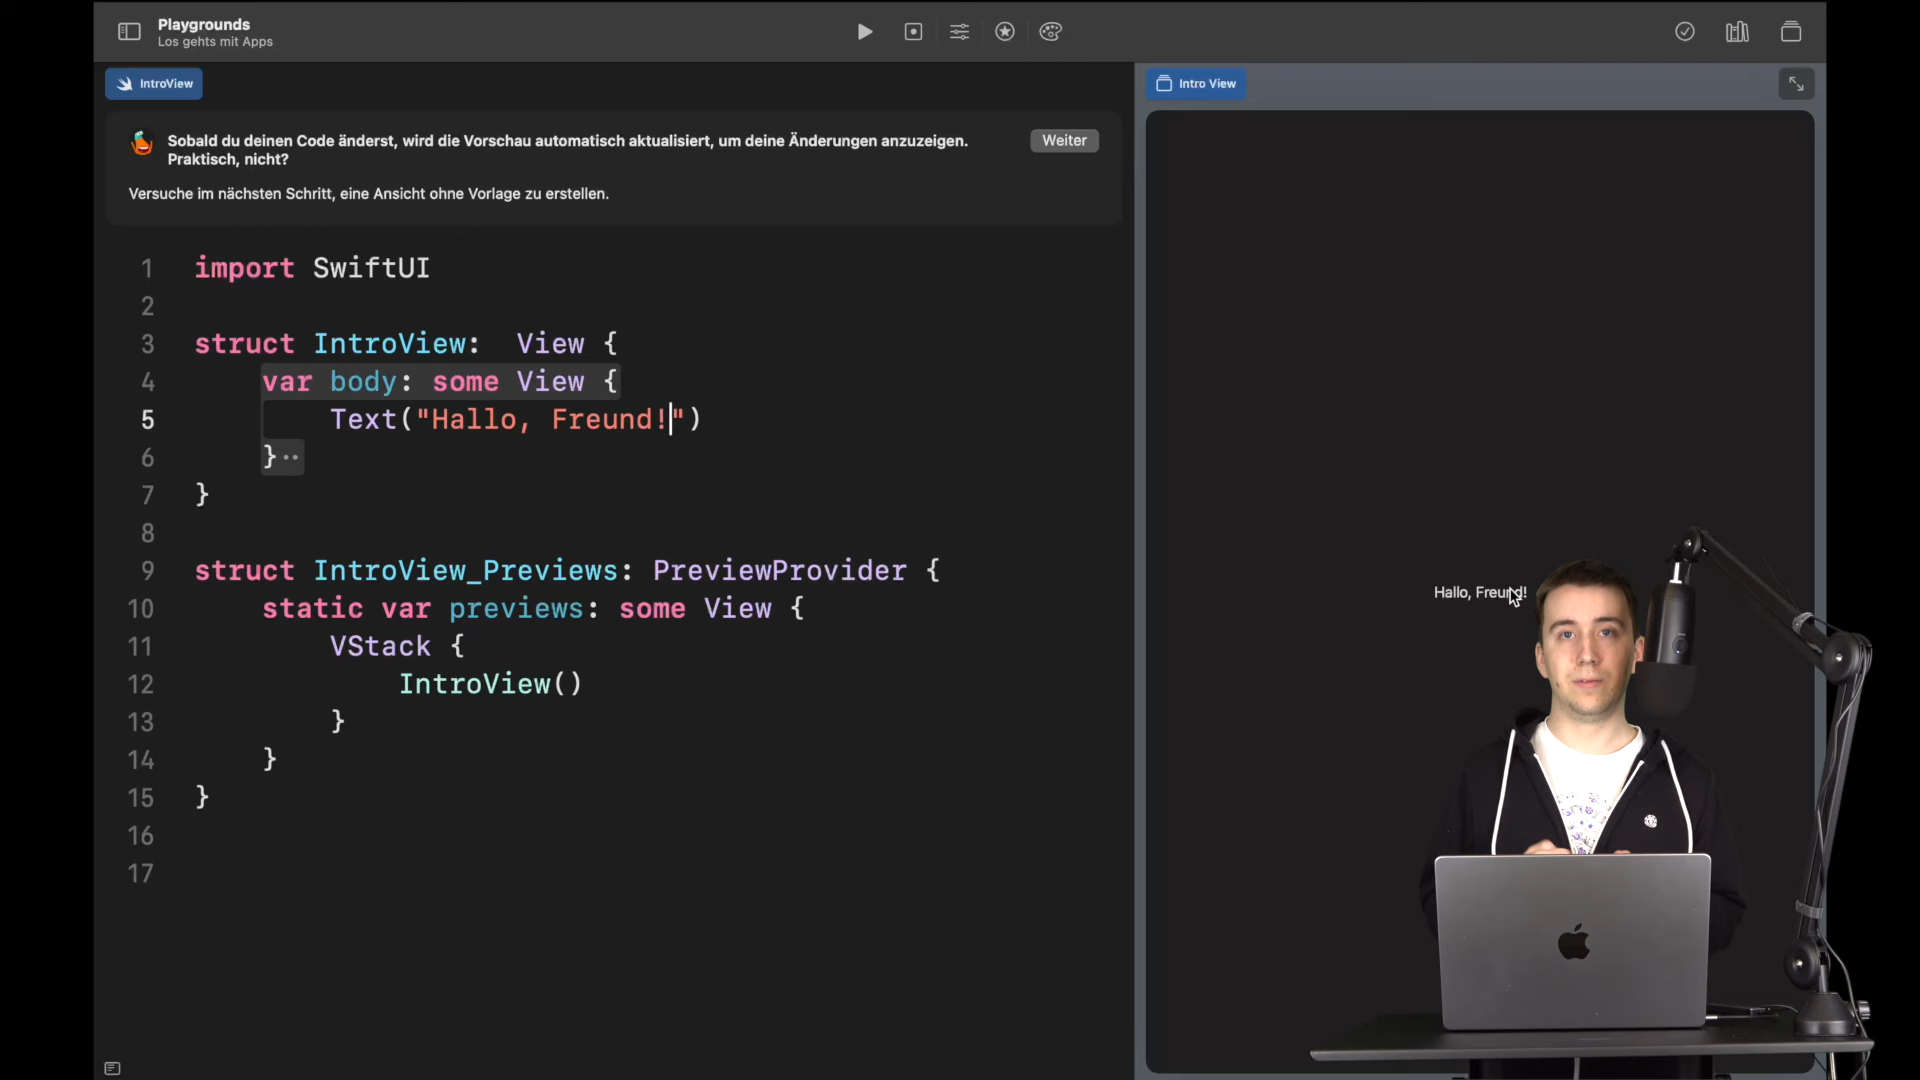 Playgrounds
Los gehts mit Apps
IntroView
Intro View
Sobald du deinen Code änderst, wird die Vorschau automatisch aktualisiert, um deine Änderungen anzuzeigen.
Praktisch, nicht?
Weiter
Versuche im nächsten Schritt, eine Ansicht ohne Vorlage zu erstellen.
1 import SwiftUI
2
3 struct IntroView:  View {
4 var body: some View {
5 Text("Hallo, Freund!")
6 }
7 }
8
9 struct IntroView_Previews: PreviewProvider {
10 static var previews: some View {
11 VStack {
12 IntroView()
13 }
14 }
15 }
16
17
Hallo, Freund!